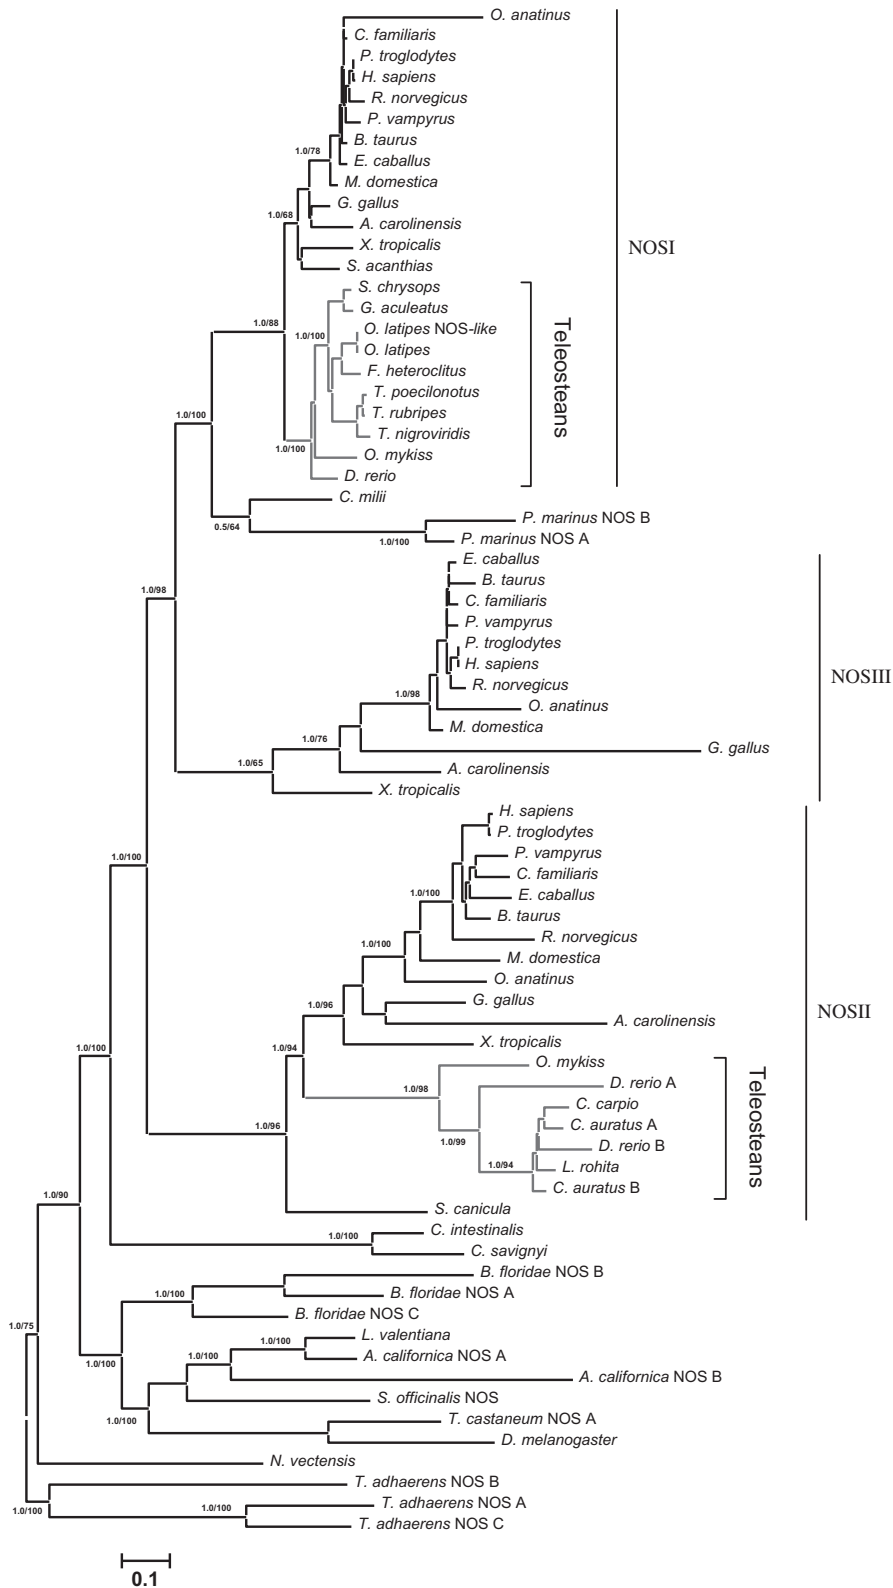 O. anatinus
C. familiaris
P. troglodytes
H. sapiens
R. norvegicus
P. vampyrus
B. taurus
1.0/78
E. caballus
M. domestica
G. gallus
1.0/68
A. carolinensis
X. tropicalis
NOSI
S. acanthias
S. chrysops
G. aculeatus
1.0/88
O. latipes NOS-like
1.0/100
O. latipes
F. heteroclitus
Teleosteans
T. poecilonotus
1.0/100
T. rubripes
T. nigroviridis
1.0/100
O. mykiss
D. rerio
C. milii
P. marinus NOS B
0.5/64
P. marinus NOS A
1.0/100
E. caballus
B. taurus
1.0/98
C. familiaris
P. vampyrus
P. troglodytes
H. sapiens
NOSIII
R. norvegicus
1.0/98
O. anatinus
M. domestica
1.0/76
G. gallus
1.0/65
A. carolinensis
X. tropicalis
H. sapiens
P. troglodytes
P. vampyrus
1.0/100
C. familiaris
1.0/100
E. caballus
B. taurus
R. norvegicus
1.0/100
M. domestica
O. anatinus
1.0/96
G. gallus
NOSII
A. carolinensis
X. tropicalis
1.0/100
1.0/94
O. mykiss
1.0/98
D. rerio A
C. carpio
Teleosteans
1.0/96
C. auratus A
1.0/99
D. rerio B
1.0/94
L. rohita
C. auratus B
1.0/90
S. canicula
C. intestinalis
1.0/100
C. savignyi
B. floridae NOS B
1.0/100
B. floridae NOS A
B. floridae NOS C
1.0/75
L. valentiana
1.0/100
A. californica NOS A
1.0/100
1.0/100
A. californica NOS B
S. officinalis NOS
1.0/100
T. castaneum NOS A
D. melanogaster
N. vectensis
T. adhaerens NOS B
1.0/100
1.0/100
T. adhaerens NOS A
T. adhaerens NOS C
0.1